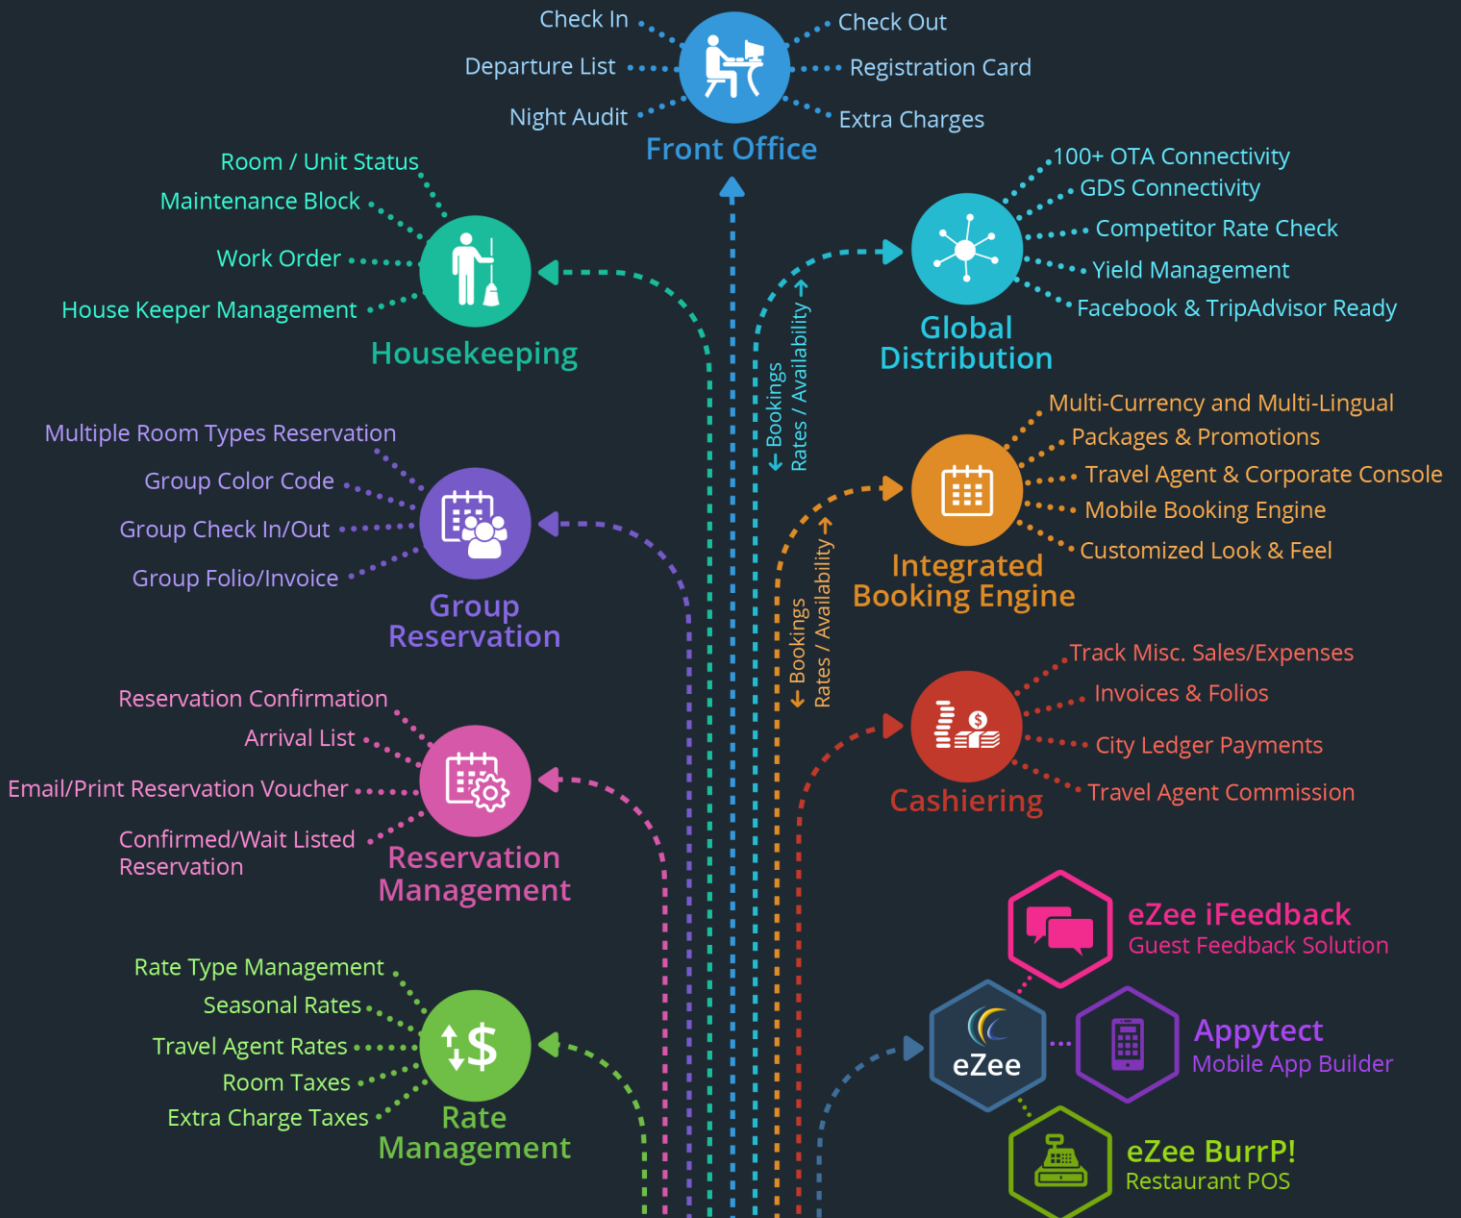 Check In
Departure List
Night Audit
Check Out
Registration Card
Extra Charges
Front Office
Room / Unit Status
Maintenance Block
Work Order
House Keeper Management
Housekeeping
100+ OTA Connectivity
GDS Connectivity
Competitor Rate Check
Yield Management
Facebook & TripAdvisor Ready
Global
Distribution
← Bookings
Rates / Availability →
Multiple Room Types Reservation
Group Color Code
Group Check In/Out
Group Folio/Invoice
Group
Reservation
Multi-Currency and Multi-Lingual
Packages & Promotions
Travel Agent & Corporate Console
Mobile Booking Engine
Customized Look & Feel
Integrated
Booking Engine
← Bookings
Rates / Availability →
Reservation Confirmation
Arrival List
Email/Print Reservation Voucher
Confirmed/Wait Listed
Reservation
Reservation
Management
Track Misc. Sales/Expenses
Invoices & Folios
City Ledger Payments
Travel Agent Commission
$
Cashiering
Rate Type Management
Seasonal Rates
Travel Agent Rates
Room Taxes
Extra Charge Taxes
$
Rate
Management
eZee iFeedback
Guest Feedback Solution
eZee
Appytect
Mobile App Builder
eZee BurrP!
Restaurant POS